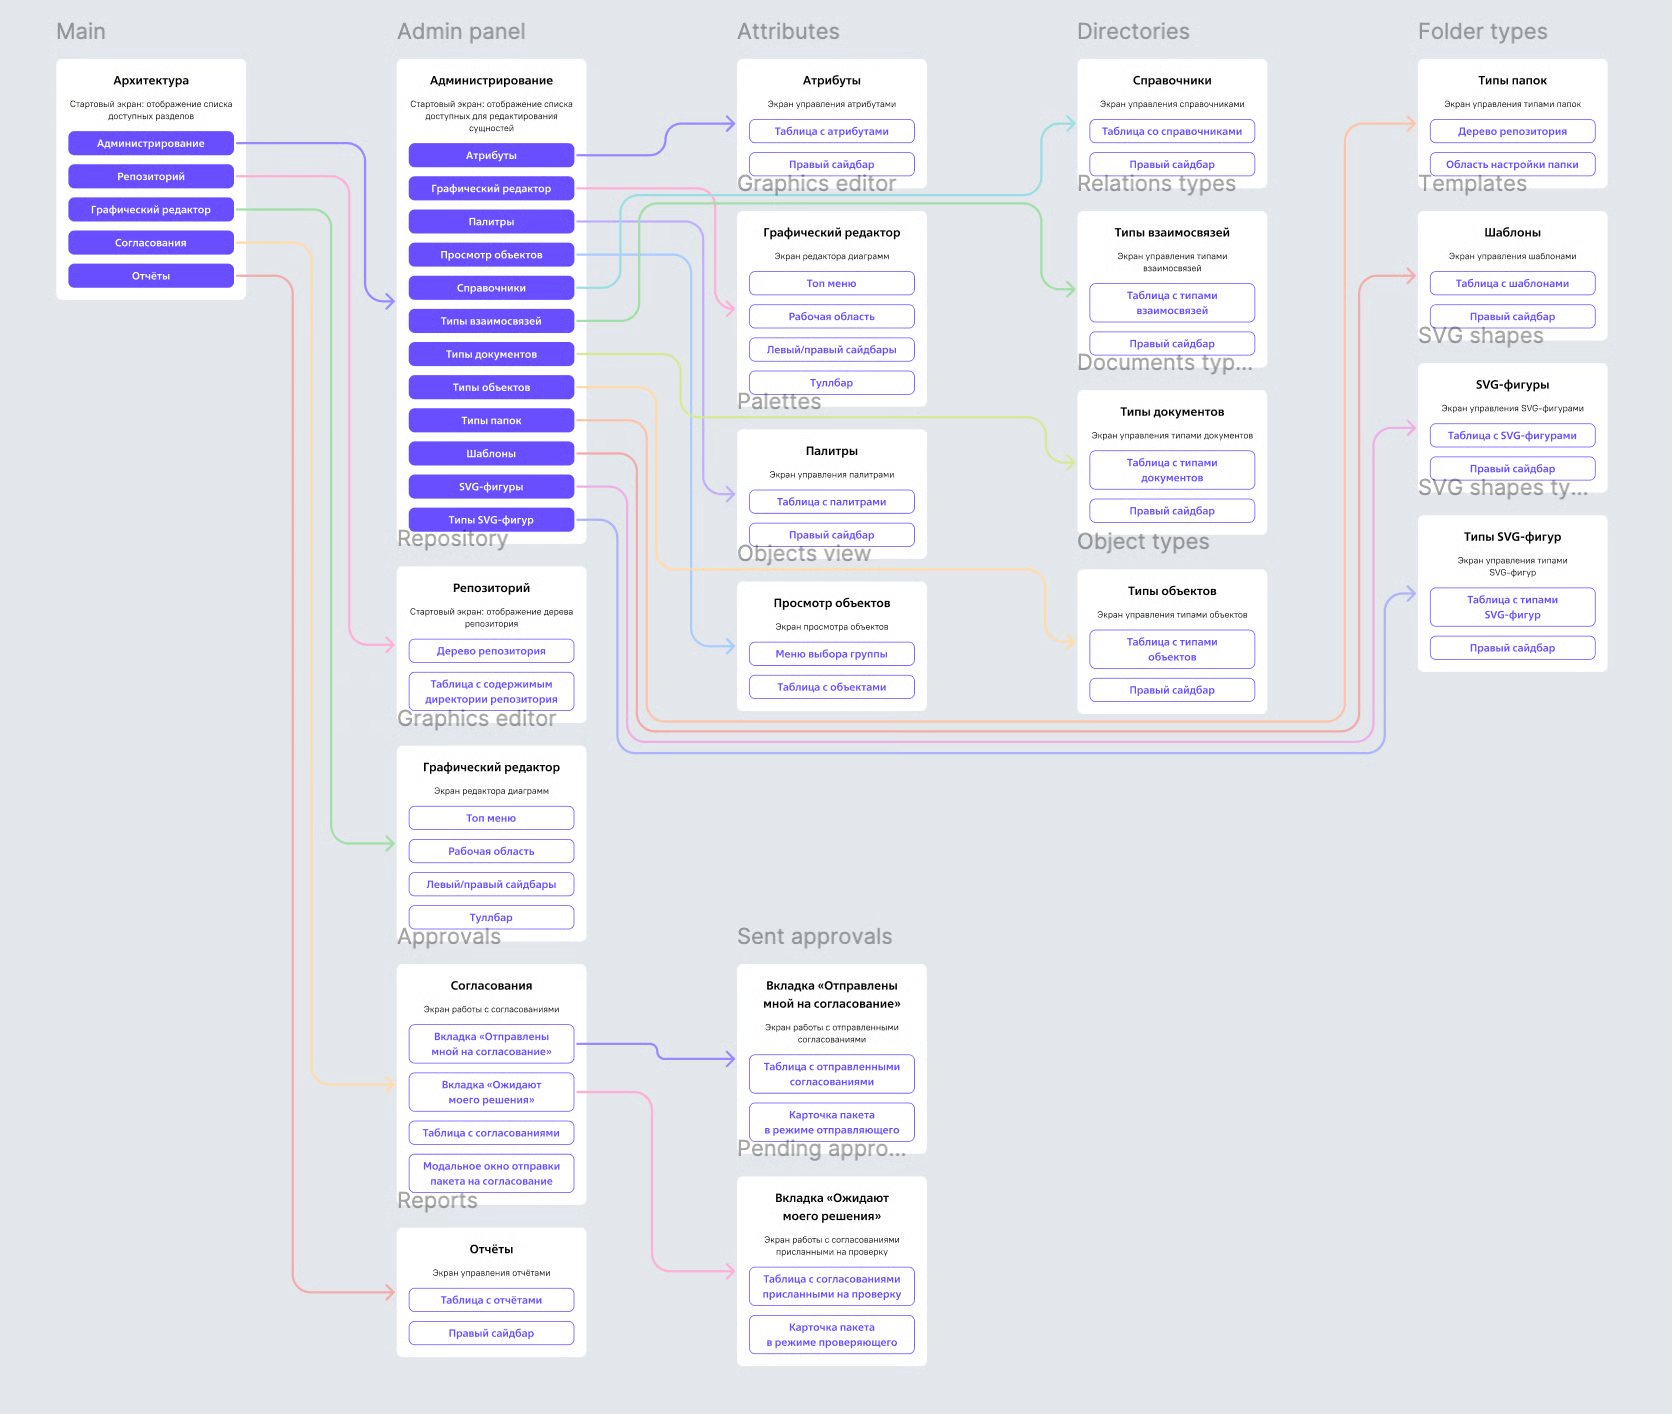 Main
Архитектура
Стартовый экран: отображение списка
доступных разделов
Администрирование
Репозиторий
Графический редактор
Согласования
Отчёты
Admin panel
Администрирование
Стартовый экран: отображение списка
доступных для редактирования
сущностей
Атрибуты
Графический редактор
Палитры
Просмотр объектов
Справочники
Типы взаимосвязей
Типы документов
Типы объектов
Типы папок
Шаблоны
SVG-фигуры
Типы SVG-фигур
Repository
Репозиторий
Стартовый экран: отображение дерева
репозитория
Дерево репозитория
Таблица с содержимым
директории репозитория
Graphics editor
Графический редактор
Экран редактора диаграмм
Топ меню
Рабочая область
Левый/правый сайдбары
Туллбар
Approvals
Согласования
Экран работы с согласованиями
Вкладка «Отправлены
мной на согласование»
Вкладка «Ожидают
моего решения»
Таблица с согласованиями
Модальное окно отправки
пакета на согласование
Reports
Отчёты
Экран управления отчётами
Таблица с отчётами
Правый сайдбар
Attributes
Атрибуты
Экран управления атрибутами
Таблица с атрибутами
Правый сайдбар
Graphics editor
Графический редактор
Экран редактора диаграмм
Топ меню
Рабочая область
Левый/правый сайдбары
Туллбар
Palettes
Палитры
Экран управления палитрами
Таблица с палитрами
Правый сайдбар
Objects view
Просмотр объектов
Экран просмотра объектов
Меню выбора группы
Таблица с объектами
Sent approvals
Вкладка «Отправлены
мной на согласование»
Экран работы с отправленными
согласованиями
Таблица с отправленными
согласованиями
Карточка пакета
в режиме отправляющего
Pending appro...
Вкладка «Ожидают
моего решения»
Экран работы с согласованиями
присланными на проверку
Таблица с согласованиями
присланными на проверку
Карточка пакета
в режиме проверяющего
Directories
Справочники
Экран управления справочниками
Таблица со справочниками
Правый сайдбар
Relations types
Типы взаимосвязей
Экран управления типами
взаимосвязей
Таблица с типами
взаимосвязей
Правый сайдбар
Documents typ...
Типы документов
Экран управления типами документов
Таблица с типами
документов
Правый сайдбар
Object types
Типы объектов
Экран управления типами объектов
Таблица с типами
объектов
Правый сайдбар
Folder types
Типы папок
Экран управления типами папок
Дерево репозитория
Область настройки папки
Templates
Шаблоны
Экран управления шаблонами
Таблица с шаблонами
Правый сайдбар
SVG shapes
SVG-фигуры
Экран управления SVG-фигурами
Таблица с SVG-фигурами
Правый сайдбар
SVG shapes ty...
Типы SVG-фигур
Экран управления типами
SVG-фигур
Таблица с типами
SVG-фигур
Правый сайдбар